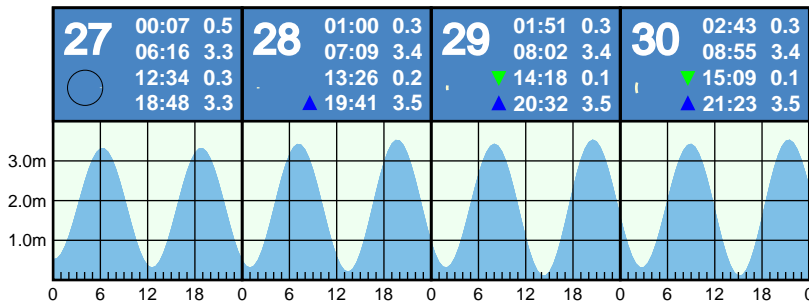 27
00:07 0.5
06:16 3.3
12:34 0.3
18:48 3.3
28
01:00 0.3
07:09 3.4
13:26 0.2
▲ 19:41 3.5
29
01:51 0.3
08:02 3.4
▼ 14:18 0.1
▲ 20:32 3.5
30
02:43 0.3
08:55 3.4
▼ 15:09 0.1
▲ 21:23 3.5
3.0m
2.0m
1.0m
0 6 12 18 0 6 12 18 0 6 12 18 0 6 12 18 0